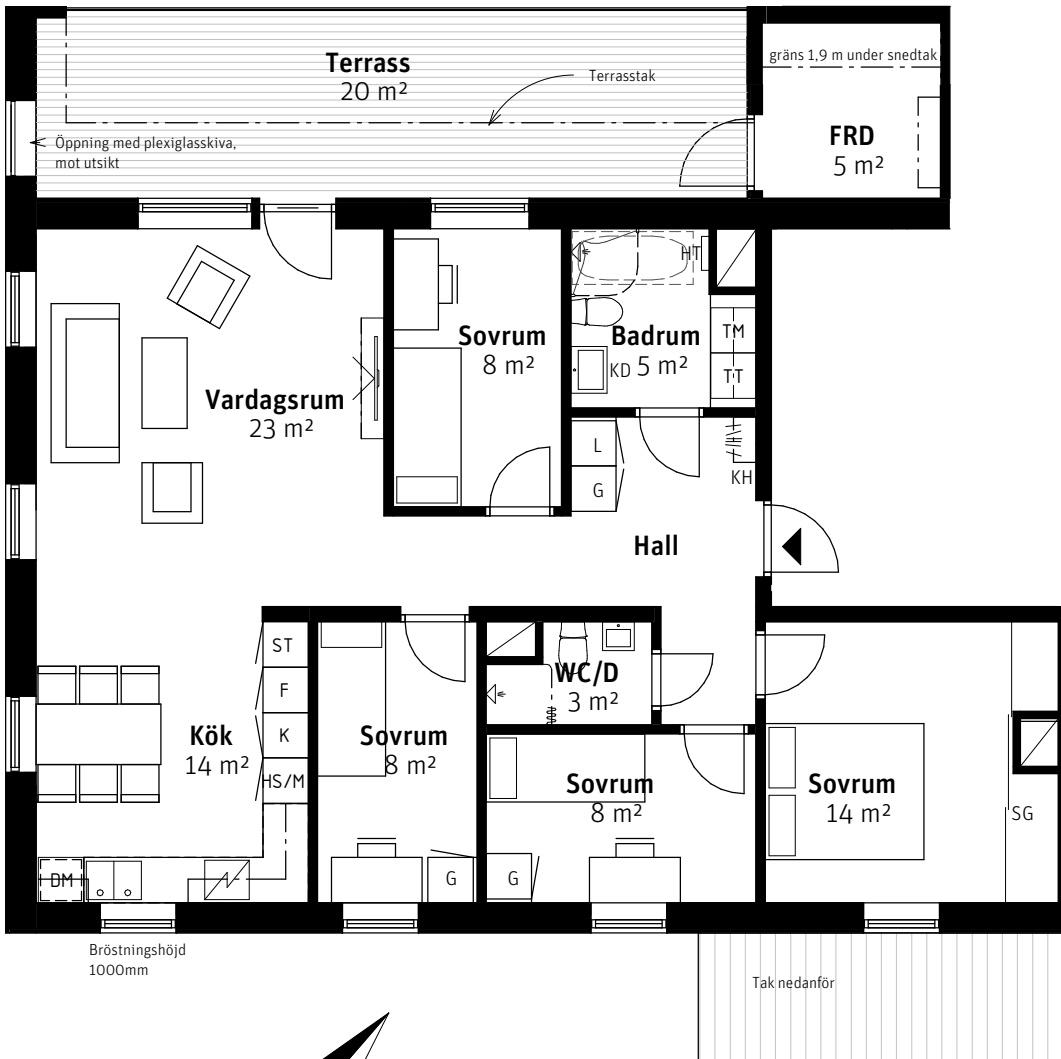 gräns 1,9 m under snedtak
Terrass
20 m²
Terrasstak
FRD
5 m²
Öppning med plexiglasskiva,
mot utsikt
HT
Sovrum
8 m²
Badrum
5 m²
KD
TM
TT
Vardagsrum
23 m²
L
G
KH
Hall
ST
F
K
HS/M
WC/D
3 m²
Kök
14 m²
Sovrum
8 m²
Sovrum
8 m²
Sovrum
14 m²
SG
DM
G
G
Bröstningshöjd
1000mm
Tak nedanför